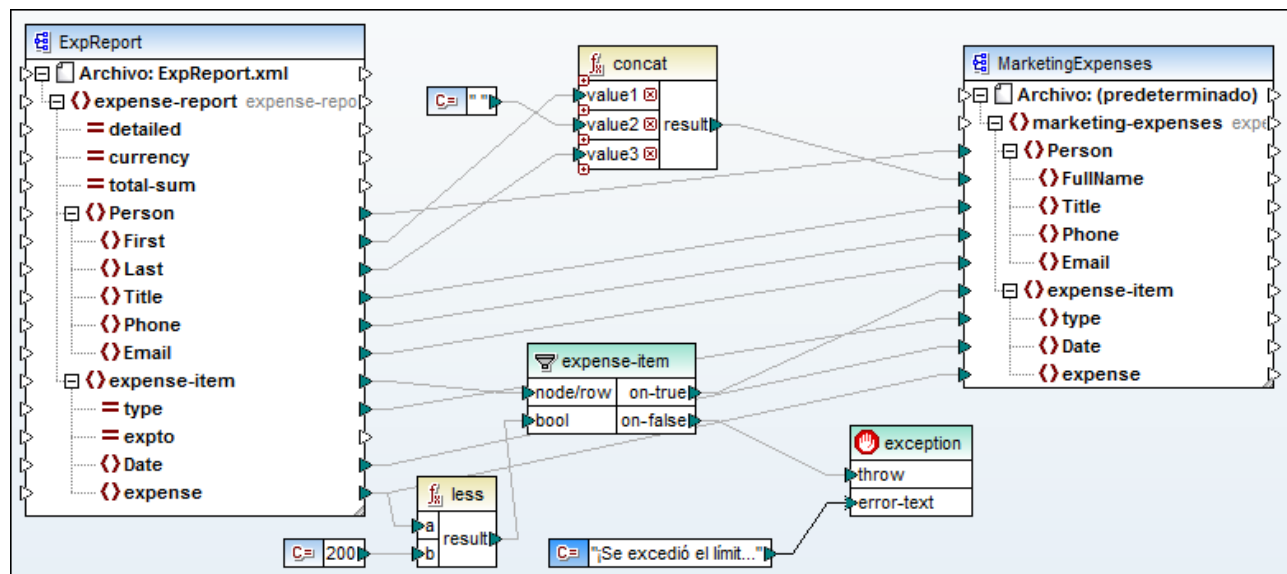 ExpReport
Archivo: ExpReport.xml
expense-report expense-repo
detailed
currency
total-sum
Person
First
Last
Title
Phone
Email
expense-item
type
expto
Date
expense
C= " "
concat
value1
value2 result
value3
expense-item
node/row on-true
bool on-false
less
a
result
b
C= 200
C= "¡Se excedió el límit..."
exception
throw
error-text
MarketingExpenses
Archivo: (predeterminado)
marketing-expenses expe
Person
FullName
Title
Phone
Email
expense-item
type
Date
expense